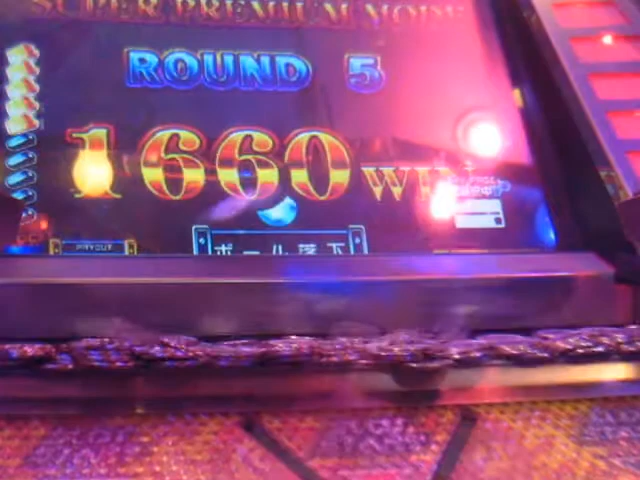 SUPER PREMIUM MODE
ROUND 5
1660 WIN
PAYOUT
ボール落下